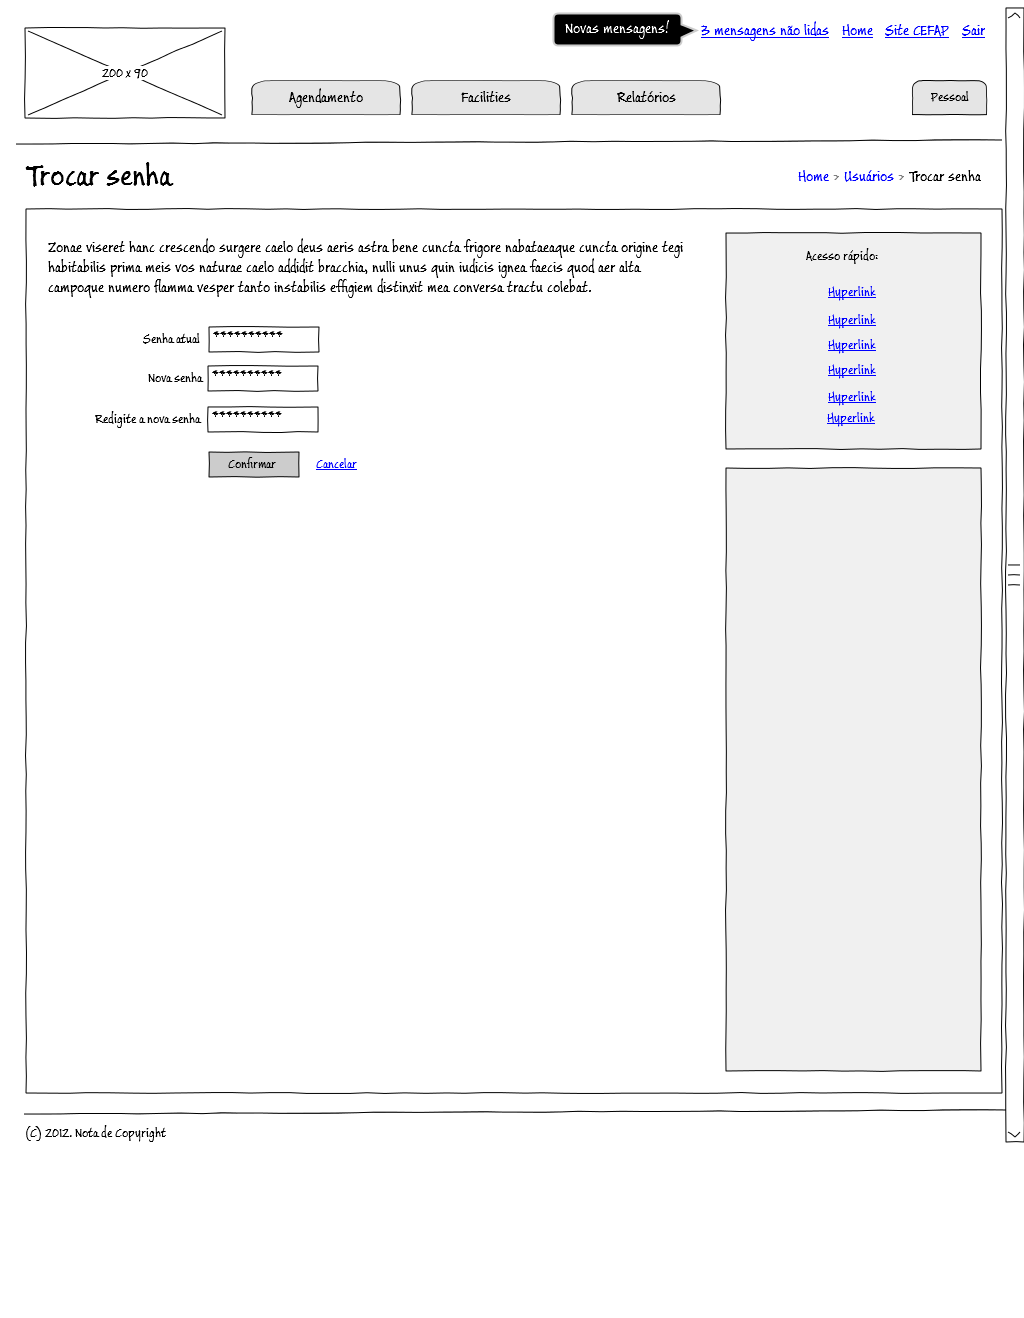 Novas mensagens!
3 mensagens não lidas Home Site CEFAP Sair
200 x 90
Agendamento Facilities Relatórios Pessoal
Trocar senha
Home > Usuários > Trocar senha
Zonae viseret hanc crescendo surgere caelo deus aeris astra bene cuncta frigore nabataeaque cuncta origine tegi
habitabilis prima meis vos naturae caelo addidit bracchia, nulli unus quin iudicis ignea faecis quod aer alta
campoque numero flamma vesper tanto instabilis effigiem distinxit mea conversa tractu colebat.
Senha atual **********
Nova senha **********
Redigite a nova senha **********
Confirmar Cancelar
Acesso rápido:
Hyperlink
Hyperlink
Hyperlink
Hyperlink
Hyperlink
Hyperlink
(C) 2012. Nota de Copyright